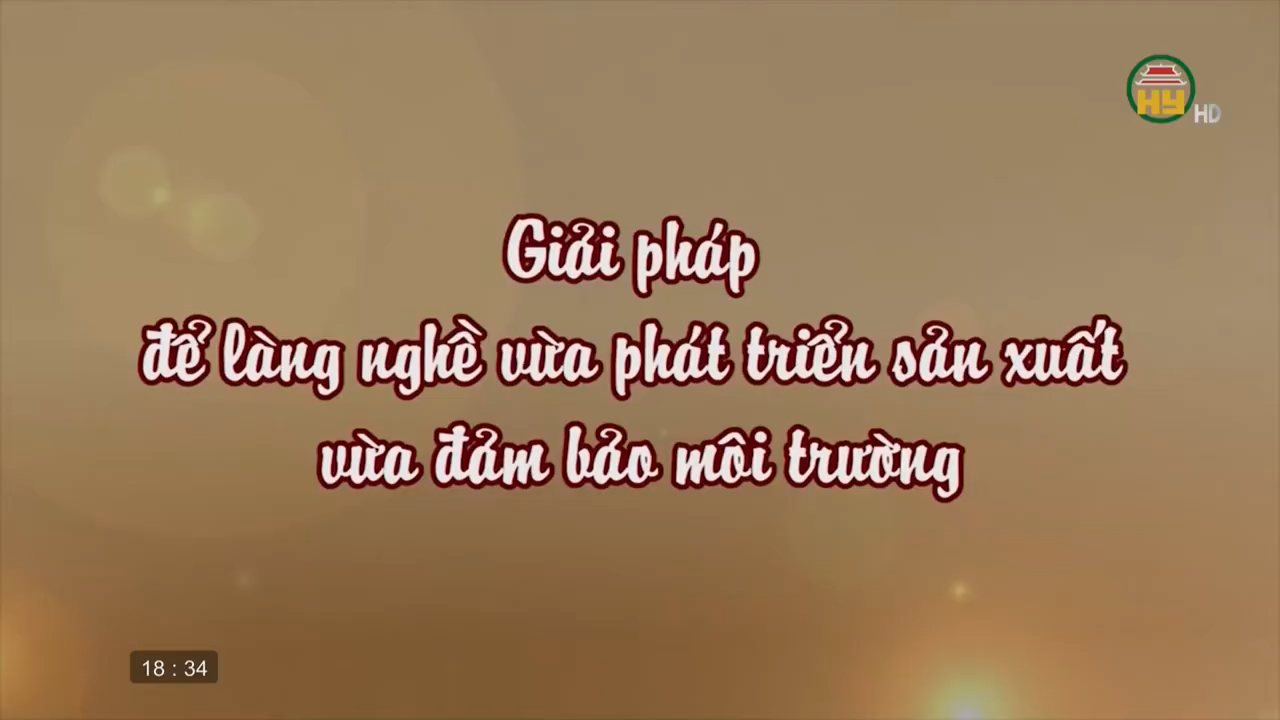 HY HD
Giải pháp
để làng nghề vừa phát triển sản xuất
vừa đảm bảo môi trường
18 : 34